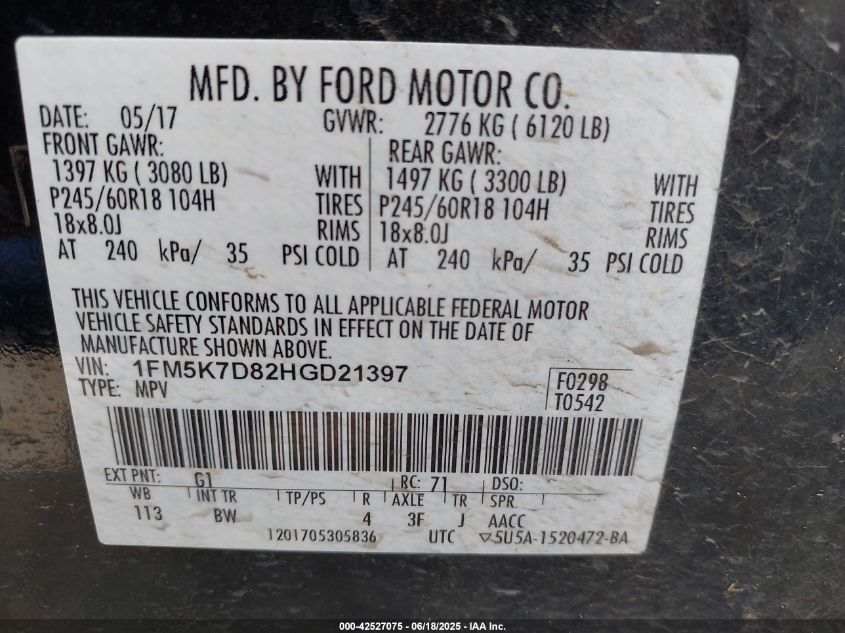 MFD. BY FORD MOTOR CO.
DATE: 05/17 GVWR: 2776 KG ( 6120 LB)
FRONT GAWR: REAR GAWR:
1397 KG ( 3080 LB) WITH 1497 KG ( 3300 LB) WITH
P245/60R18 104H TIRES P245/60R18 104H TIRES
18x8.0J RIMS 18x8.0J RIMS
AT 240 kPa/ 35 PSI COLD AT 240 kPa/ 35 PSI COLD
THIS VEHICLE CONFORMS TO ALL APPLICABLE FEDERAL MOTOR
VEHICLE SAFETY STANDARDS IN EFFECT ON THE DATE OF
MANUFACTURE SHOWN ABOVE.
VIN: 1FM5K7D82HGD21397 F0298
TYPE: MPV T0542
EXT PNT: G1 RC: 71 DSO:
WB INT TR TP/PS R AXLE TR SPR
113 BW 4 3F J AACC
1201705305836 UTC ▽5U5A-1520472-BA
000-42527075 - 06/18/2025 - IAA Inc.